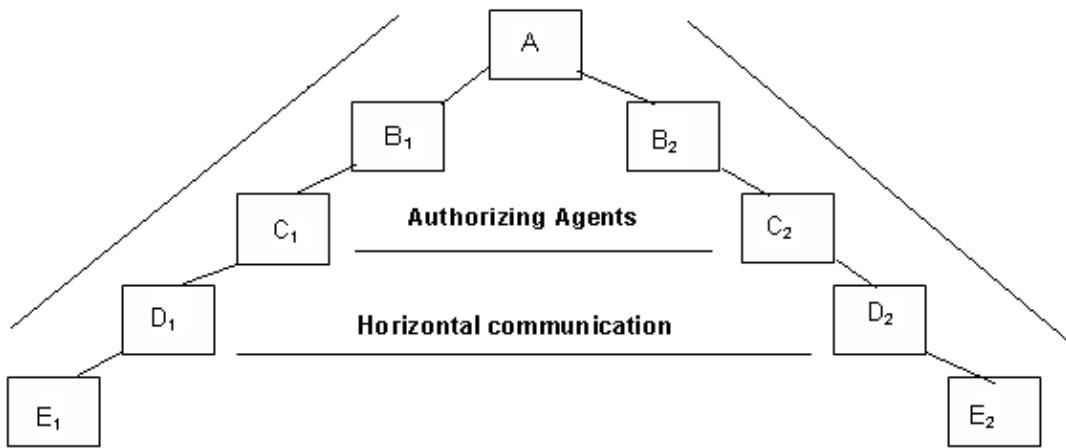 A
B₁
B₂
C₁
Authorizing Agents
C₂
D₁
Horizontal communication
D₂
E₁
E₂